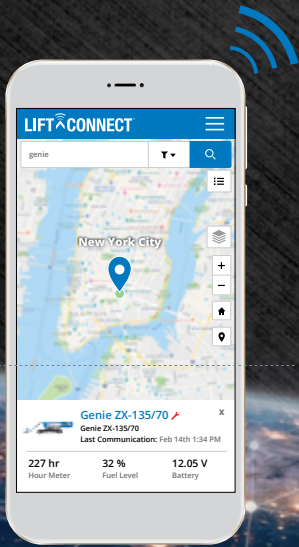 LIFT CONNECT
genie
New York City
Genie ZX-135/70 x
Genie ZX-135/70
Last Communication: Feb 14th 1:34 PM
227 hr 32 % 12.05 V
Hour Meter Fuel Level Battery